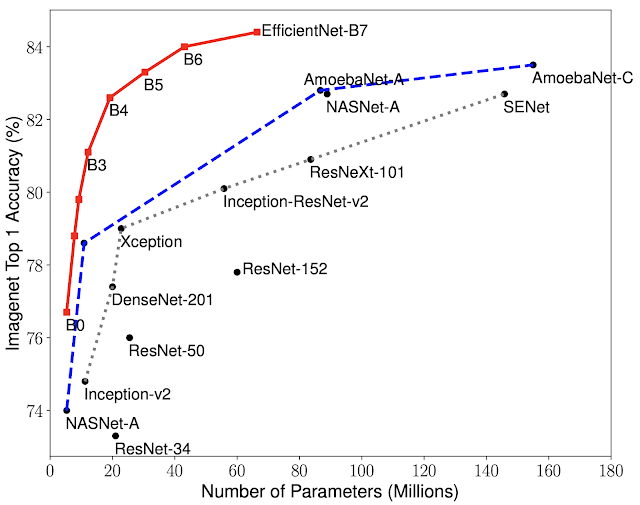 EfficientNet-B7
84
B6
AmoebaNet-C
AmoebaNet-A
B5
NASNet-A
SENet
B4
82
B3
ResNeXt-101
80
Inception-ResNet-v2
Xception
78
ResNet-152
DenseNet-201
B0
76
ResNet-50
Inception-v2
74
NASNet-A
ResNet-34
0 20 40 60 80 100 120 140 160 180
Number of Parameters (Millions)
Imagenet Top 1 Accuracy (%)